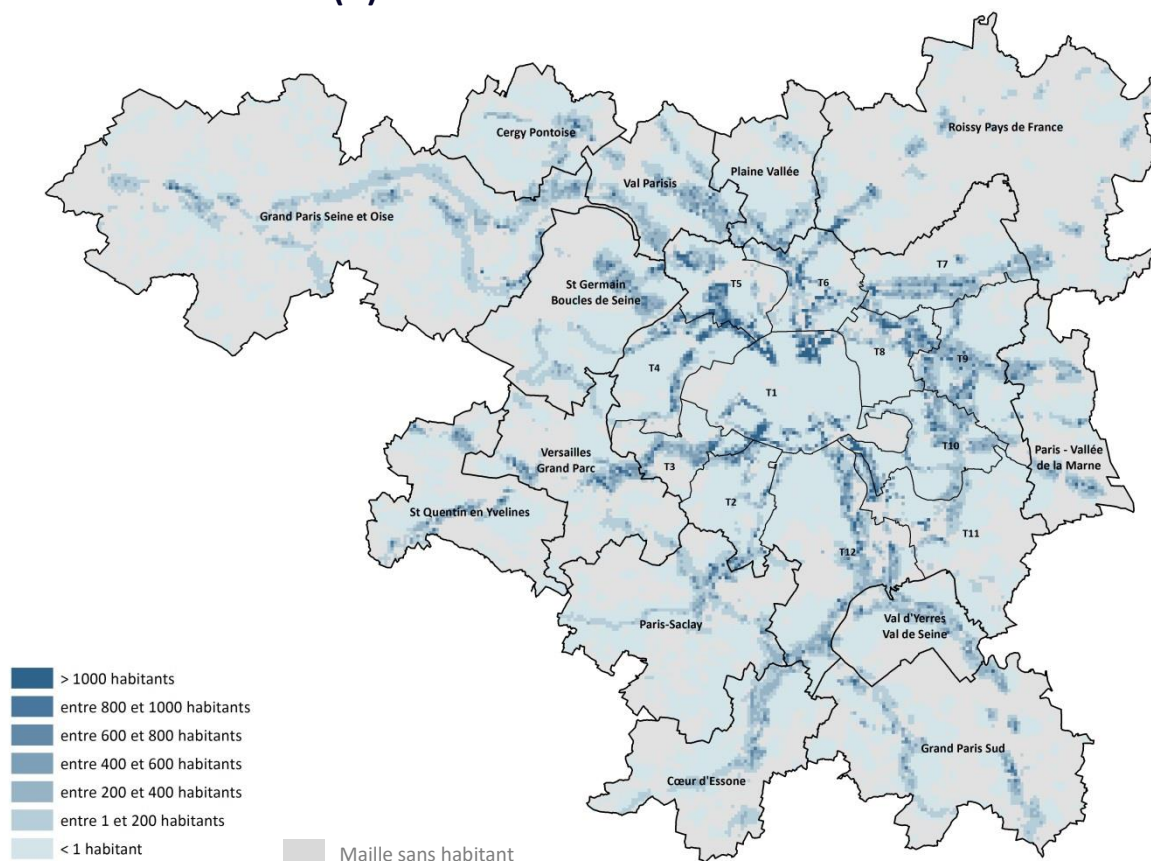 Cergy Pontoise
Roissy Pays de France
Val Parisis
Plaine Vallée
Grand Paris Seine et Oise
T7
St Germain
Boucles de Seine
T5
T6
T8
T9
T4
T1
T10
Versailles
Grand Parc
T3
Paris - Vallée
de la Marne
T2
St Quentin en Yvelines
T11
T12
Paris-Saclay
Val d'Yerres
Val de Seine
Grand Paris Sud
Cœur d'Essone
> 1000 habitants
entre 800 et 1000 habitants
entre 600 et 800 habitants
entre 400 et 600 habitants
entre 200 et 400 habitants
entre 1 et 200 habitants
< 1 habitant
Maille sans habitant